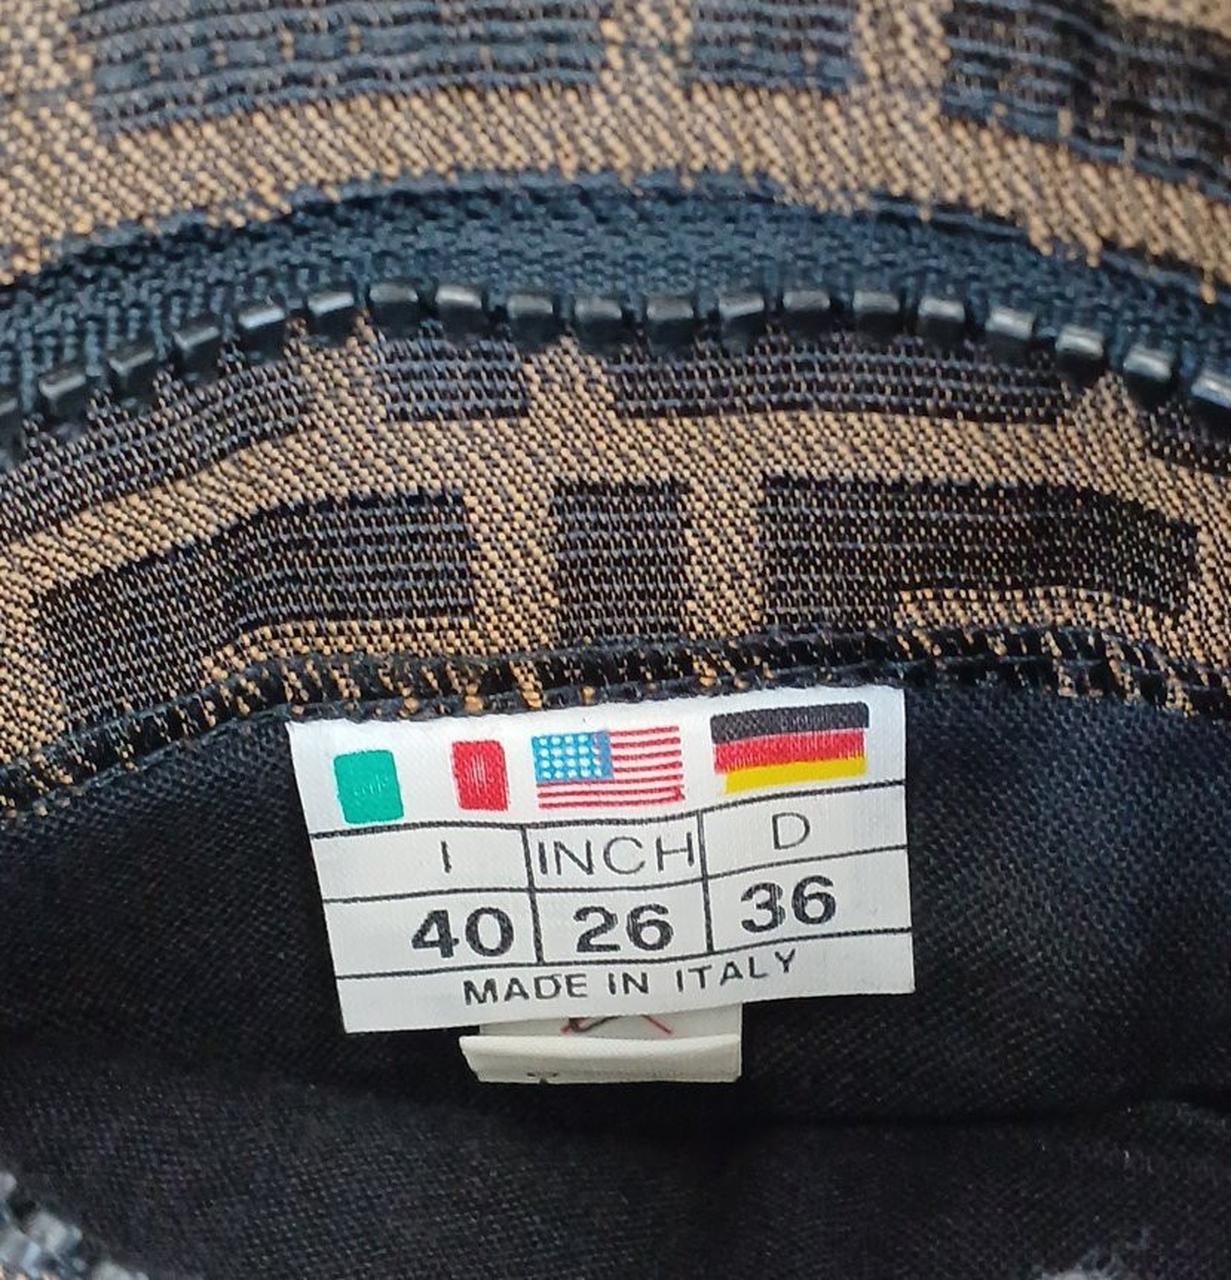 I INCH D
40 26 36
MADE IN ITALY